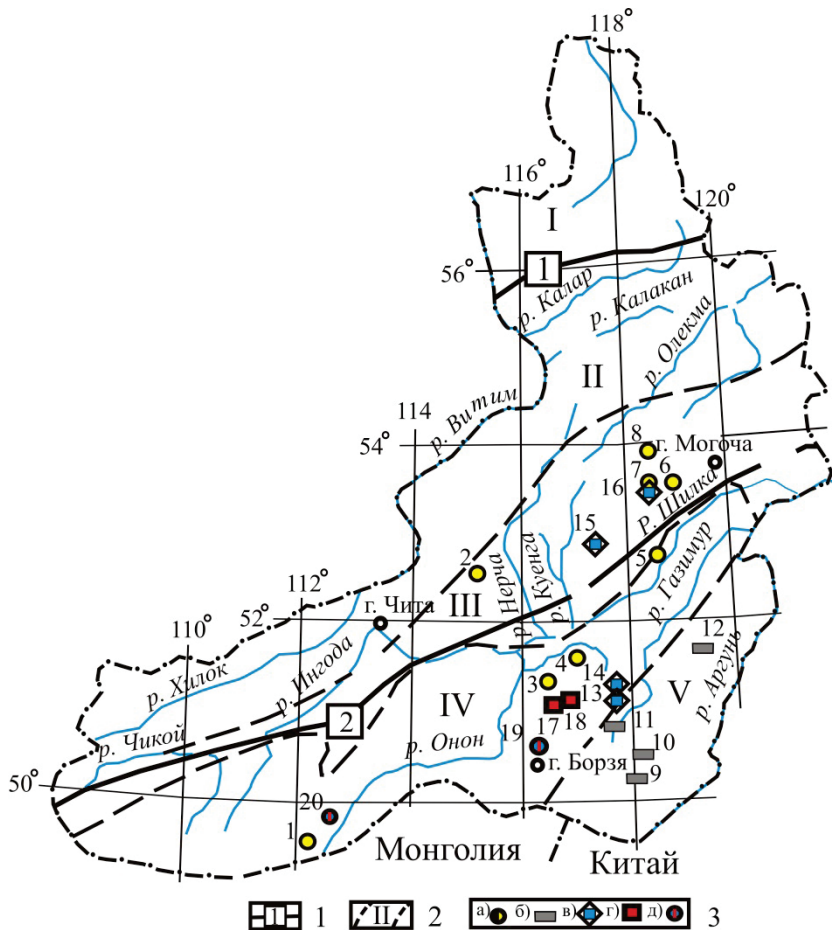 118°
116°
120°
I
56°
1
р. Калар
р. Калакан
р. Олекма
II
р. Витим
114
54°
8
г. Могоча
7
6
16
Р. Шилка
15
5
2
р. Нерча
р. Куенга
р. Газимур
112°
52°
г. Чита
III
12
110°
р. Хилок
р. Ингода
4
14
3
13
V
р. Аргунь
IV
17
18
11
2
19
р. Чикой
р. Онон
10
г. Борзя
9
50°
20
1
Монголия
Китай
1
1
II
2
а)
б)
в)
г)
д)
3